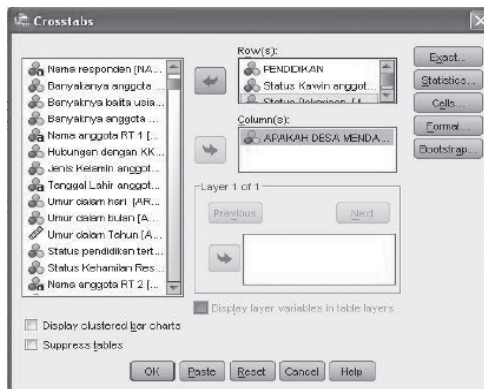 Crosstabs
Nama responden [NA...
Banyakanya anggota ...
Banyaknya balita usia...
Banyaknya anggota ...
Nama anggota RT 1 [...
Hubungan dengan KK...
Jenis Kelamin anggot...
Tanggal Lahir anggot...
Umur dalam hari [AR...
Umur dalam bulan [A...
Umur dalam Tahun [A...
Status pendidikan tert...
Status Kehamilan Res...
Nama anggota RT 2 [...
Row(s):
PENDIDIKAN
Status Kawin anggot...
Status Pekerjaan
Column(s):
APAKAH DESA MENDA...
Layer 1 of 1
Previous
Next
Display layer variables in table layers
Exact...
Statistics...
Cells...
Format...
Bootstrap...
Display clustered bar charts
Suppress tables
OK
Paste
Reset
Cancel
Help